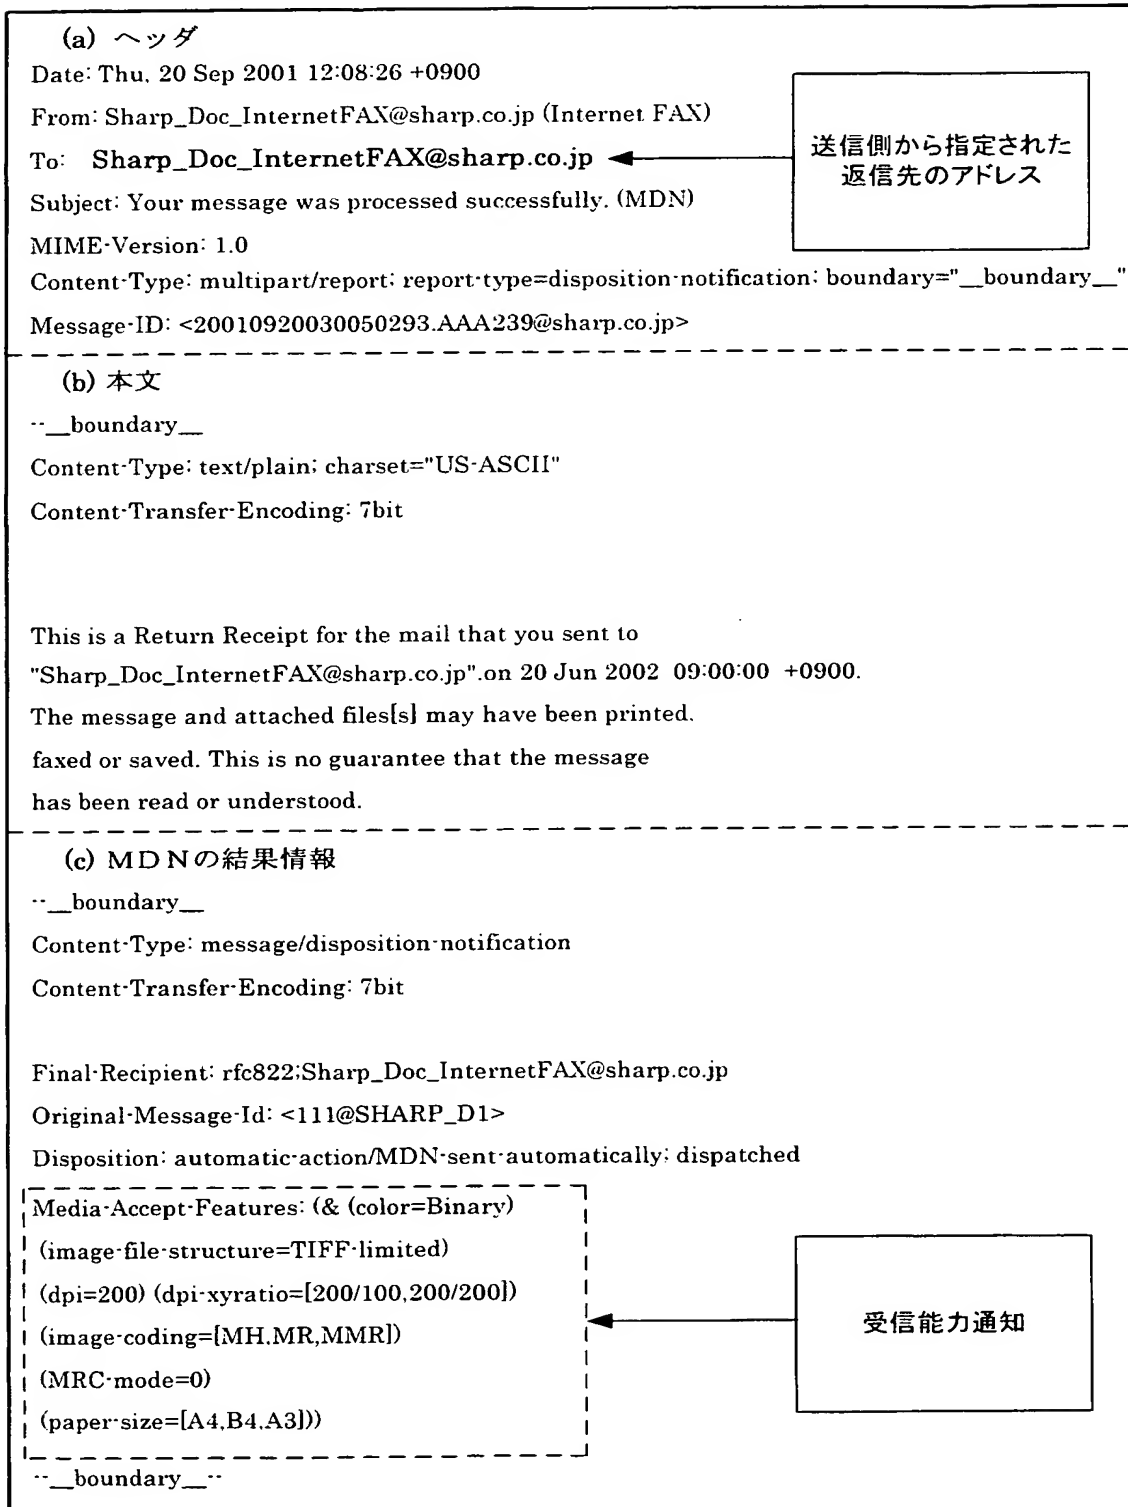 (a) ヘッダ
Date: Thu, 20 Sep 2001 12:08:26 +0900
From: Sharp_Doc_InternetFAX@sharp.co.jp (Internet FAX)
To: Sharp_Doc_InternetFAX@sharp.co.jp
送信側から指定された
返信先のアドレス
Subject: Your message was processed successfully. (MDN)
MIME-Version: 1.0
Content-Type: multipart/report; report-type=disposition-notification; boundary="__boundary__"
Message-ID: <20010920030050293.AAA239@sharp.co.jp>
(b) 本文
--__boundary__
Content-Type: text/plain; charset="US-ASCII"
Content-Transfer-Encoding: 7bit
This is a Return Receipt for the mail that you sent to
"Sharp_Doc_InternetFAX@sharp.co.jp".on 20 Jun 2002 09:00:00 +0900.
The message and attached files[s] may have been printed,
faxed or saved. This is no guarantee that the message
has been read or understood.
(c) MDNの結果情報
--__boundary__
Content-Type: message/disposition-notification
Content-Transfer-Encoding: 7bit
Final-Recipient: rfc822;Sharp_Doc_InternetFAX@sharp.co.jp
Original-Message-Id: <111@SHARP_D1>
Disposition: automatic-action/MDN-sent-automatically; dispatched
Media-Accept-Features: (& (color=Binary)
(image-file-structure=TIFF-limited)
(dpi=200) (dpi-xyratio=[200/100,200/200])
(image-coding=[MH,MR,MMR])
(MRC-mode=0)
(paper-size=[A4,B4,A3]))
受信能力通知
--__boundary__--